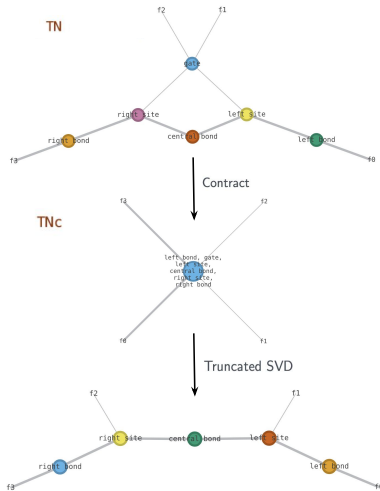 f2 f1
TN
gate
right site left site
central bond
right bond left bond
f3 f0
Contract
f3 f2
TNc
left bond, gate,
left site,
central bond,
right site,
right bond
f0 f1
Truncated SVD
f2 f1
right site central bond left site
right bond left bond
f3